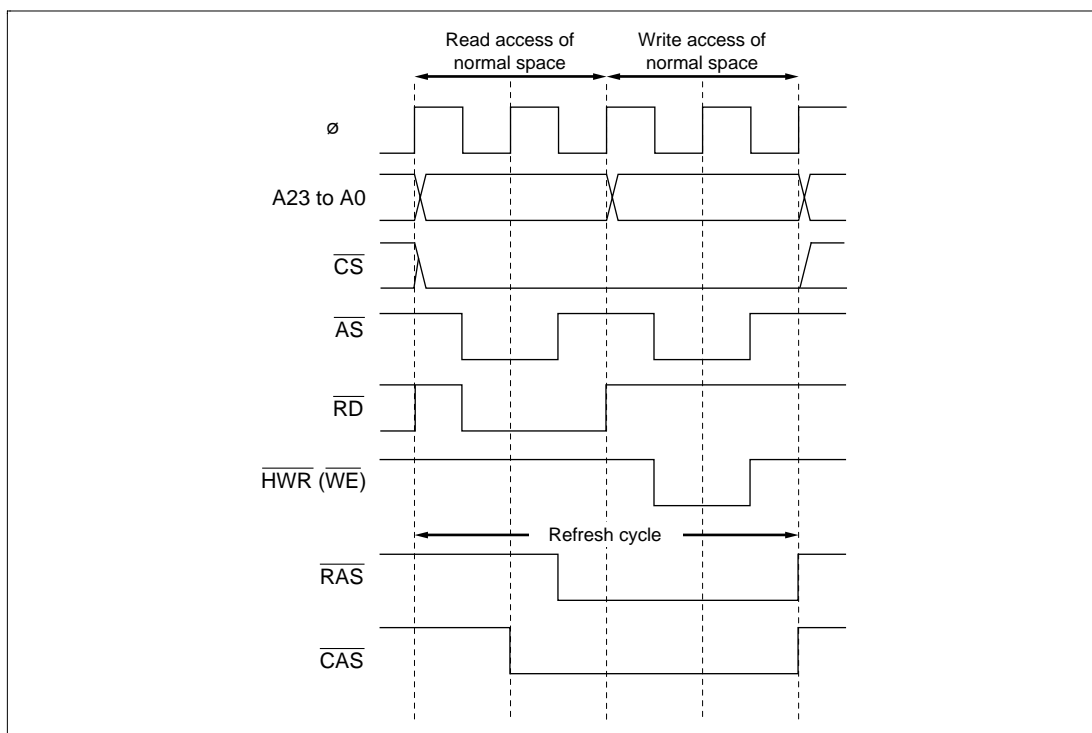 Read access of
normal space
Write access of
normal space
ø
A23 to A0
CS
AS
RD
HWR (WE)
Refresh cycle
RAS
CAS